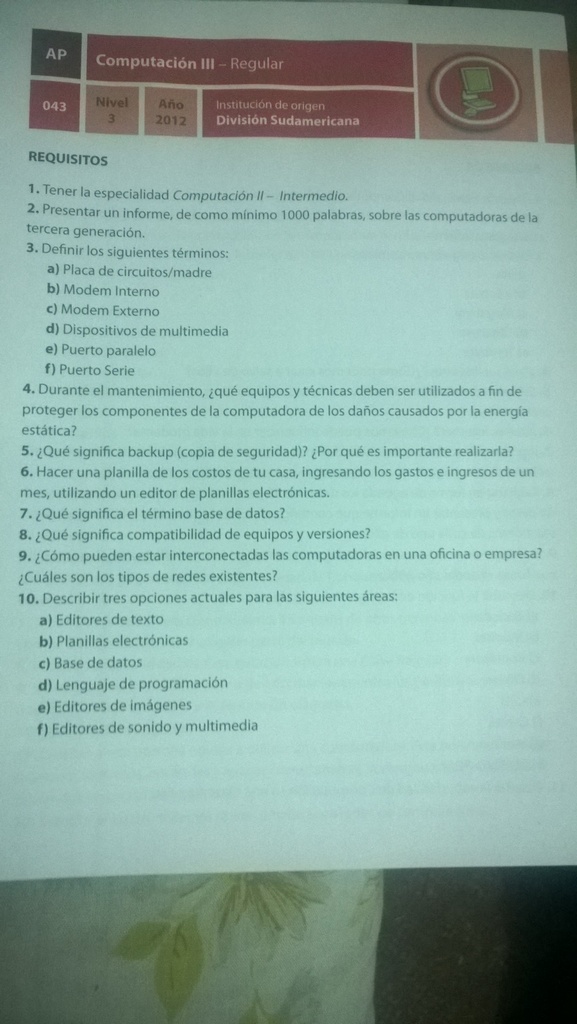 AP
Computación III – Regular
043
Nivel
3
Año
2012
Institución de origen
División Sudamericana
REQUISITOS
1. Tener la especialidad Computación II – Intermedio.
2. Presentar un informe, de como mínimo 1000 palabras, sobre las computadoras de la
tercera generación.
3. Definir los siguientes términos:
a) Placa de circuitos/madre
b) Modem Interno
c) Modem Externo
d) Dispositivos de multimedia
e) Puerto paralelo
f) Puerto Serie
4. Durante el mantenimiento, ¿qué equipos y técnicas deben ser utilizados a fin de
proteger los componentes de la computadora de los daños causados por la energía
estática?
5. ¿Qué significa backup (copia de seguridad)? ¿Por qué es importante realizarla?
6. Hacer una planilla de los costos de tu casa, ingresando los gastos e ingresos de un
mes, utilizando un editor de planillas electrónicas.
7. ¿Qué significa el término base de datos?
8. ¿Qué significa compatibilidad de equipos y versiones?
9. ¿Cómo pueden estar interconectadas las computadoras en una oficina o empresa?
¿Cuáles son los tipos de redes existentes?
10. Describir tres opciones actuales para las siguientes áreas:
a) Editores de texto
b) Planillas electrónicas
c) Base de datos
d) Lenguaje de programación
e) Editores de imágenes
f) Editores de sonido y multimedia